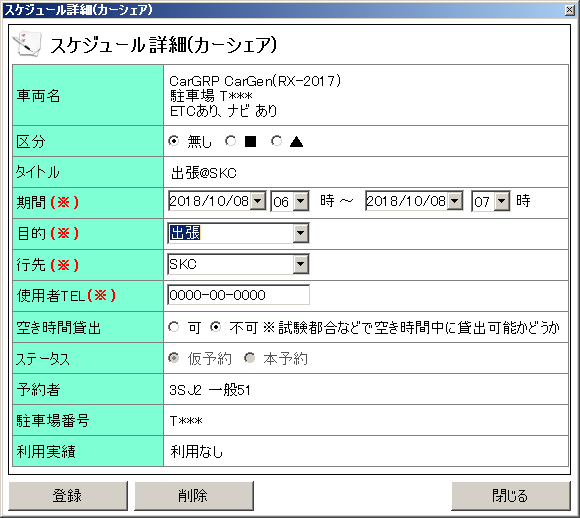 スケジュール詳細(カーシェア)
スケジュール詳細(カーシェア)
車両名
CarGRP CarGen(RX-2017)
駐車場 T***
ETCあり、ナビ あり
区分 無し ■ ▲
タイトル 出張@SKC
期間(※) 2018/10/08 06 時 ～ 2018/10/08 07 時
目的(※) 出張
行先(※) SKC
使用者TEL(※) 0000-00-0000
空き時間貸出 可 不可 ※試験都合などで空き時間中に貸出可能かどうか
ステータス 仮予約 本予約
予約者 3SJ2 一般51
駐車場番号 T***
利用実績 利用なし
登録 削除 閉じる